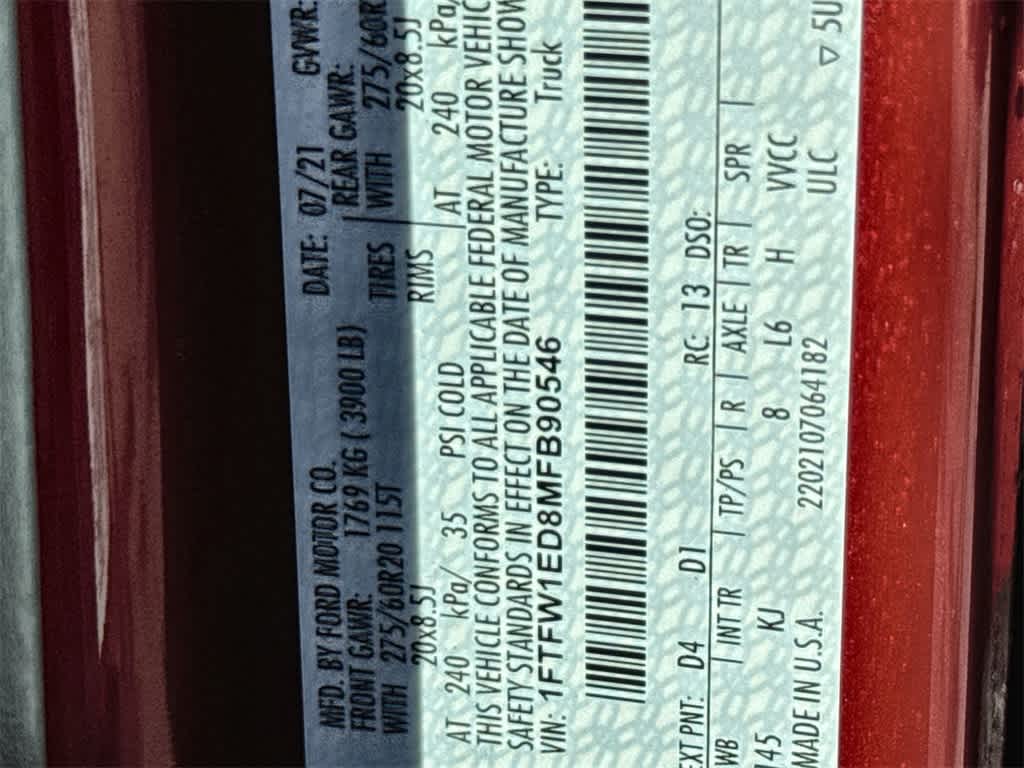 MFD. BY FORD MOTOR CO. DATE: 07/21 GVWR:
FRONT GAWR: 1769 KG ( 3900 LB) REAR GAWR:
WITH 275/60R20 115T TIRES WITH 275/60R
20x8.5J RIMS 20x8.5J
AT 240 kPa/ 35 PSI COLD AT 240 kPa/
THIS VEHICLE CONFORMS TO ALL APPLICABLE FEDERAL MOTOR VEHIC
SAFETY STANDARDS IN EFFECT ON THE DATE OF MANUFACTURE SHOW
VIN: 1FTFW1ED8MFB90546 TYPE: Truck
EXT PNT: D4 D1 RC: 13 DSO:
WB | INT TR | TP/PS | R | AXLE | TR | SPR |
145 KJ 8 L6 H VVCC
MADE IN U.S.A. 2202107064182 ULC ▽ 5U